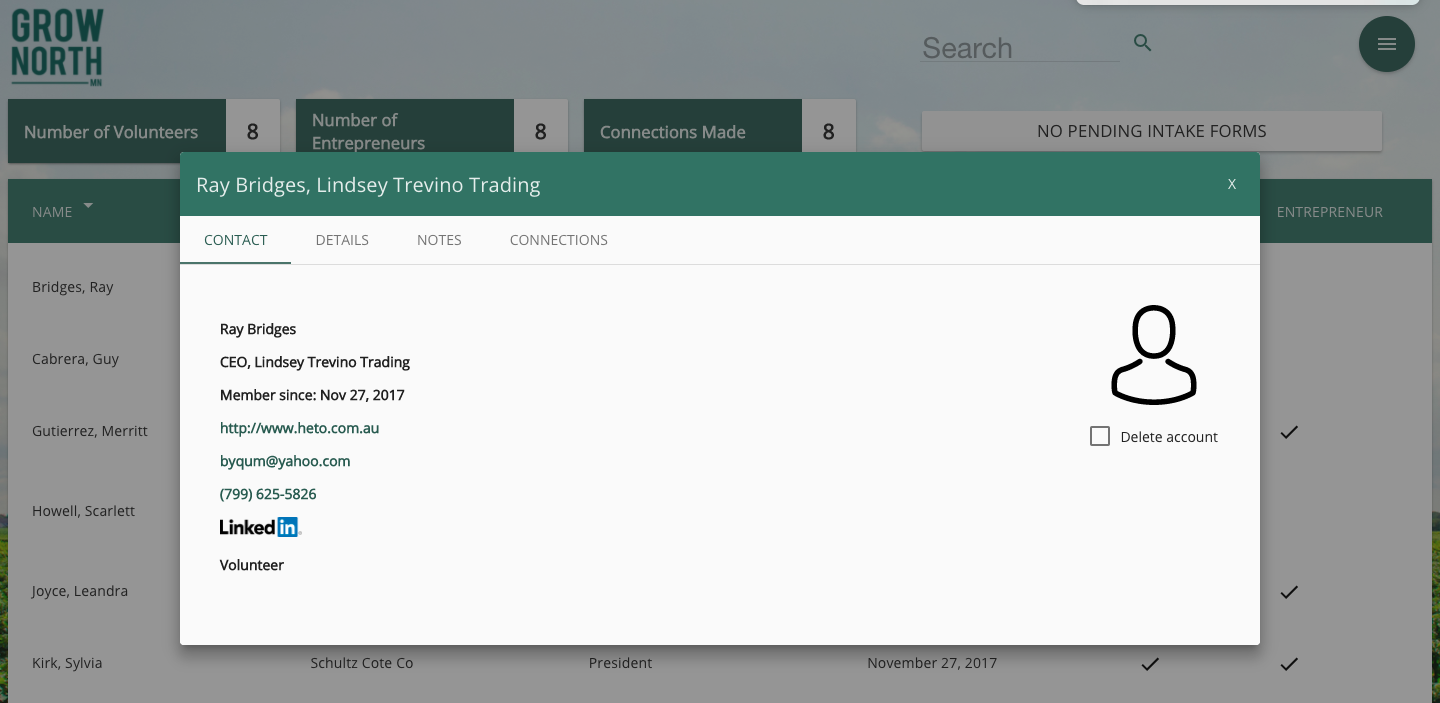 GROW
NORTH
MN
Search
Number of Volunteers 8
Number of
Entrepreneurs 8
Connections Made 8
NO PENDING INTAKE FORMS
Ray Bridges, Lindsey Trevino Trading X
NAME ENTREPRENEUR
CONTACT DETAILS NOTES CONNECTIONS
Bridges, Ray
Cabrera, Guy
Gutierrez, Merritt
Howell, Scarlett
Joyce, Leandra
Ray Bridges
CEO, Lindsey Trevino Trading
Member since: Nov 27, 2017
http://www.heto.com.au
byqum@yahoo.com
(799) 625-5826
Linked in
Volunteer
Delete account
Kirk, Sylvia Schultz Cote Co President November 27, 2017